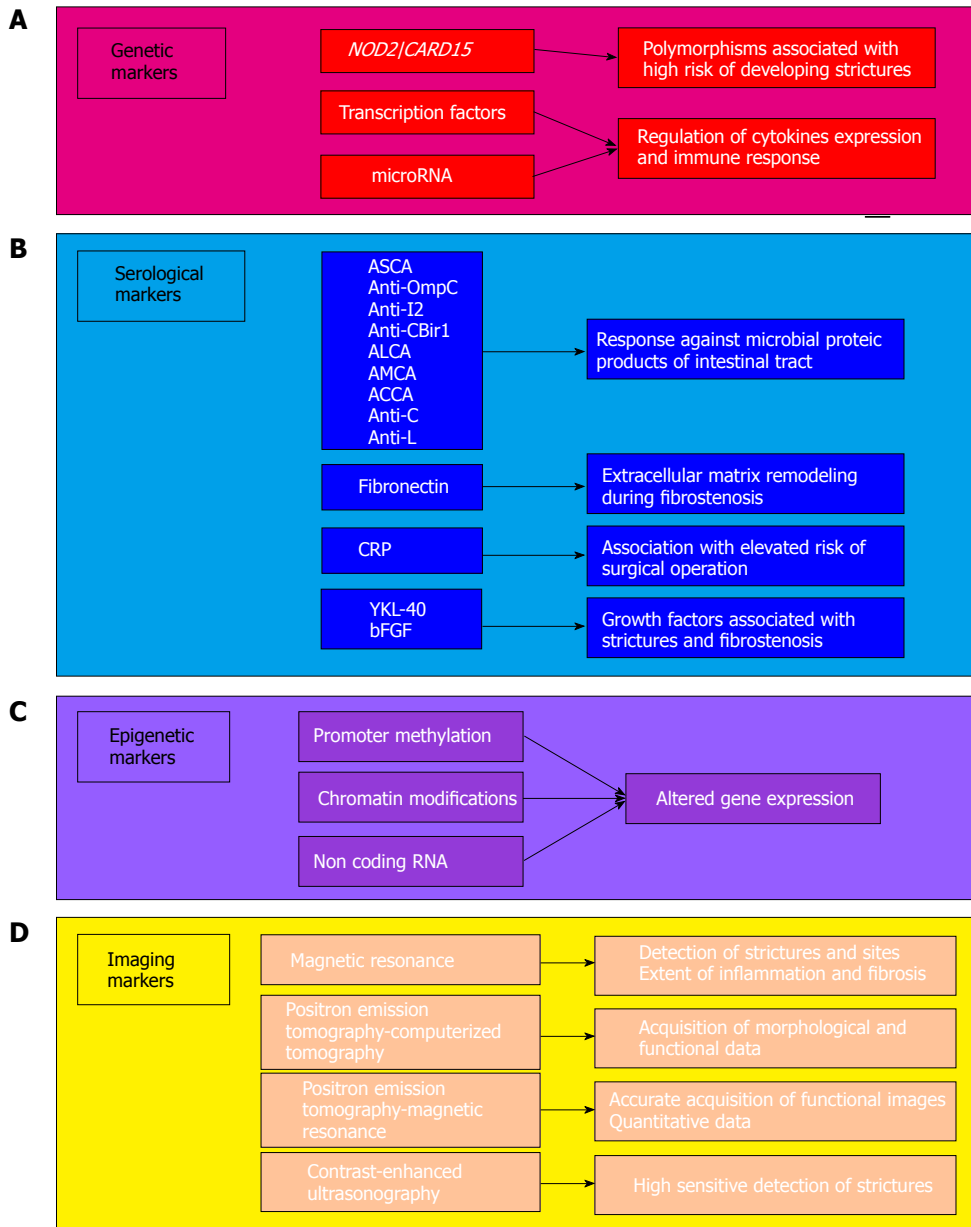 A
Genetic
markers
NOD2|CARD15
Polymorphisms associated with
high risk of developing strictures
Transcription factors
microRNA
Regulation of cytokines expression
and immune response
B
Serological
markers
ASCA
Anti-OmpC
Anti-I2
Anti-CBir1
ALCA
AMCA
ACCA
Anti-C
Anti-L
Response against microbial proteic
products of intestinal tract
Fibronectin
Extracellular matrix remodeling
during fibrostenosis
CRP
Association with elevated risk of
surgical operation
YKL-40
bFGF
Growth factors associated with
strictures and fibrostenosis
C
Epigenetic
markers
Promoter methylation
Chromatin modifications
Non coding RNA
Altered gene expression
D
Imaging
markers
Magnetic resonance
Detection of strictures and sites
Extent of inflammation and fibrosis
Positron emission
tomography-computerized
tomography
Acquisition of morphological and
functional data
Positron emission
tomography-magnetic
resonance
Accurate acquisition of functional images
Quantitative data
Contrast-enhanced
ultrasonography
High sensitive detection of strictures